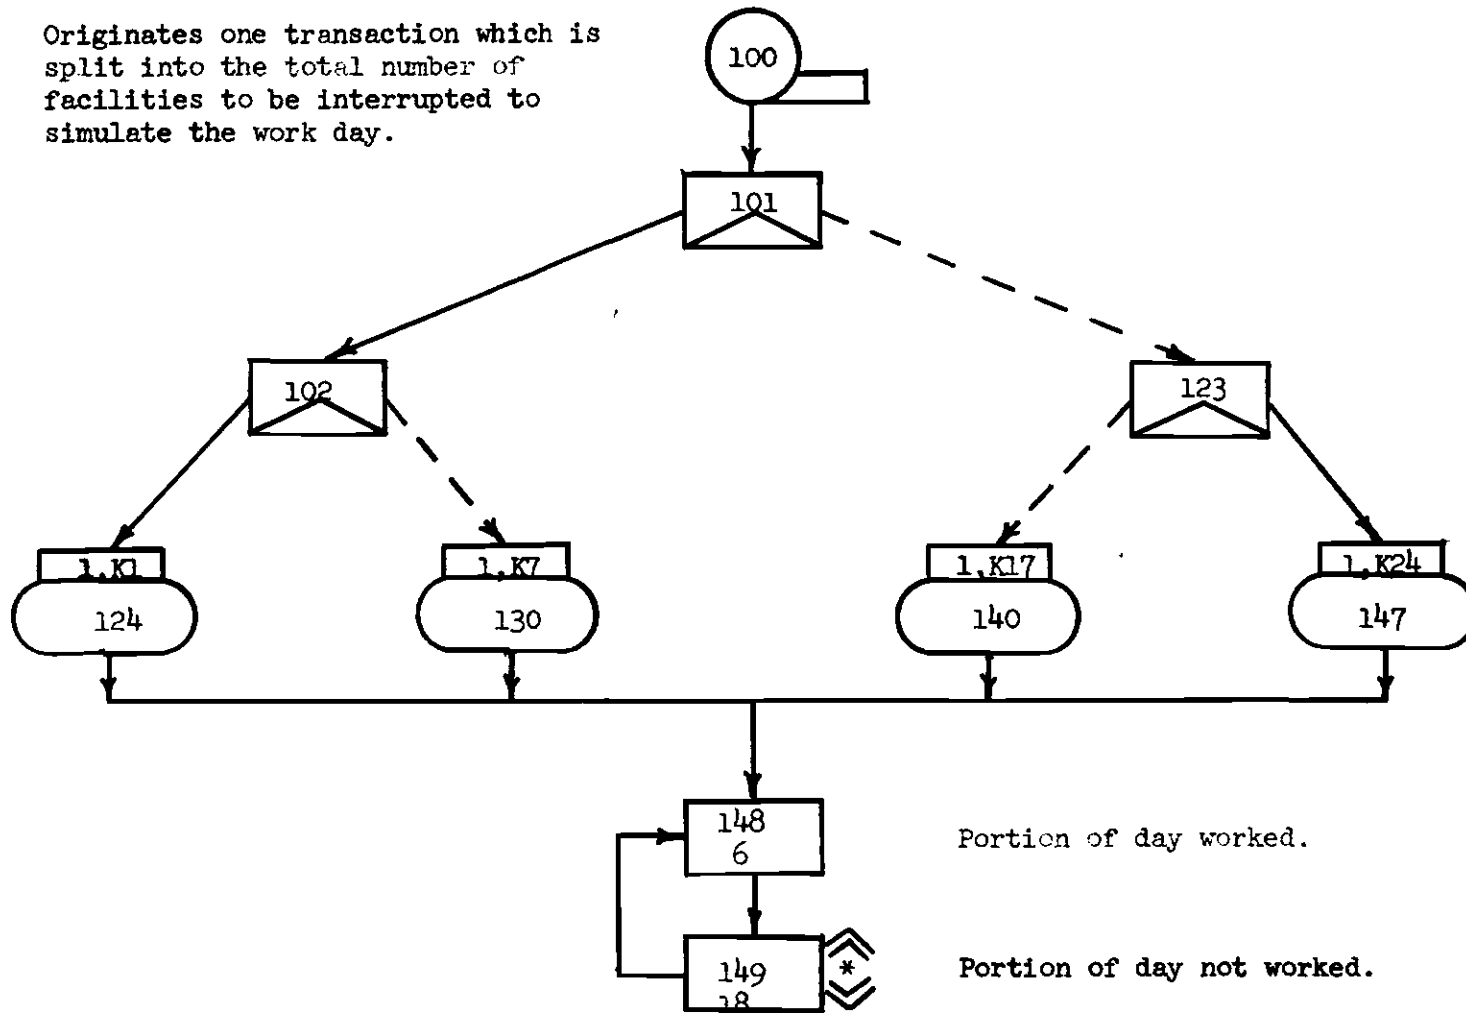 Originates one transaction which is
split into the total number of
facilities to be interrupted to
simulate the work day.
100
101
102
123
1,K1
1,K7
1,K17
1,K24
124
130
140
147
148
6
Portion of day worked.
149
18
*
Portion of day not worked.